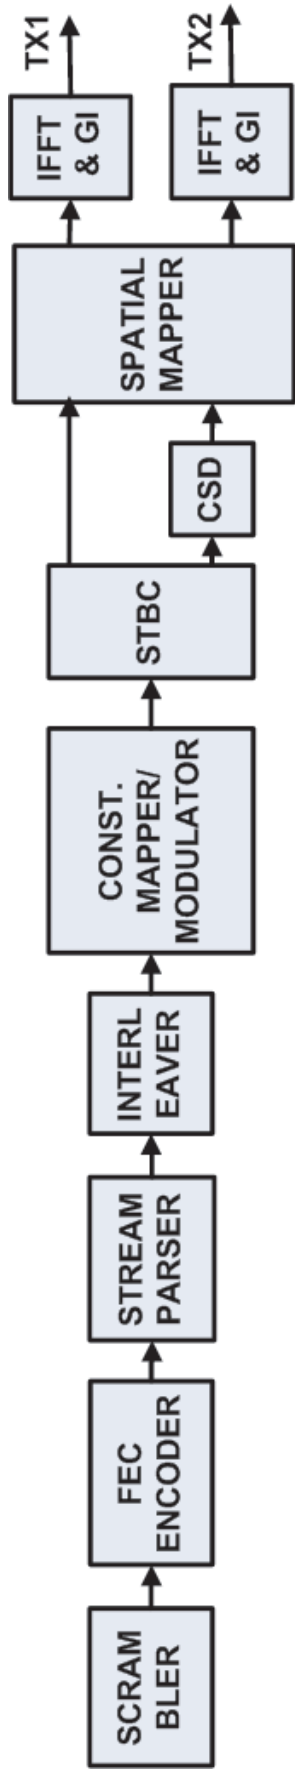 SCRAM
BLER
FEC
ENCODER
STREAM
PARSER
INTERL
EAVER
CONST.
MAPPER/
MODULATOR
STBC
CSD
SPATIAL
MAPPER
IFFT
& GI
TX1
IFFT
& GI
TX2